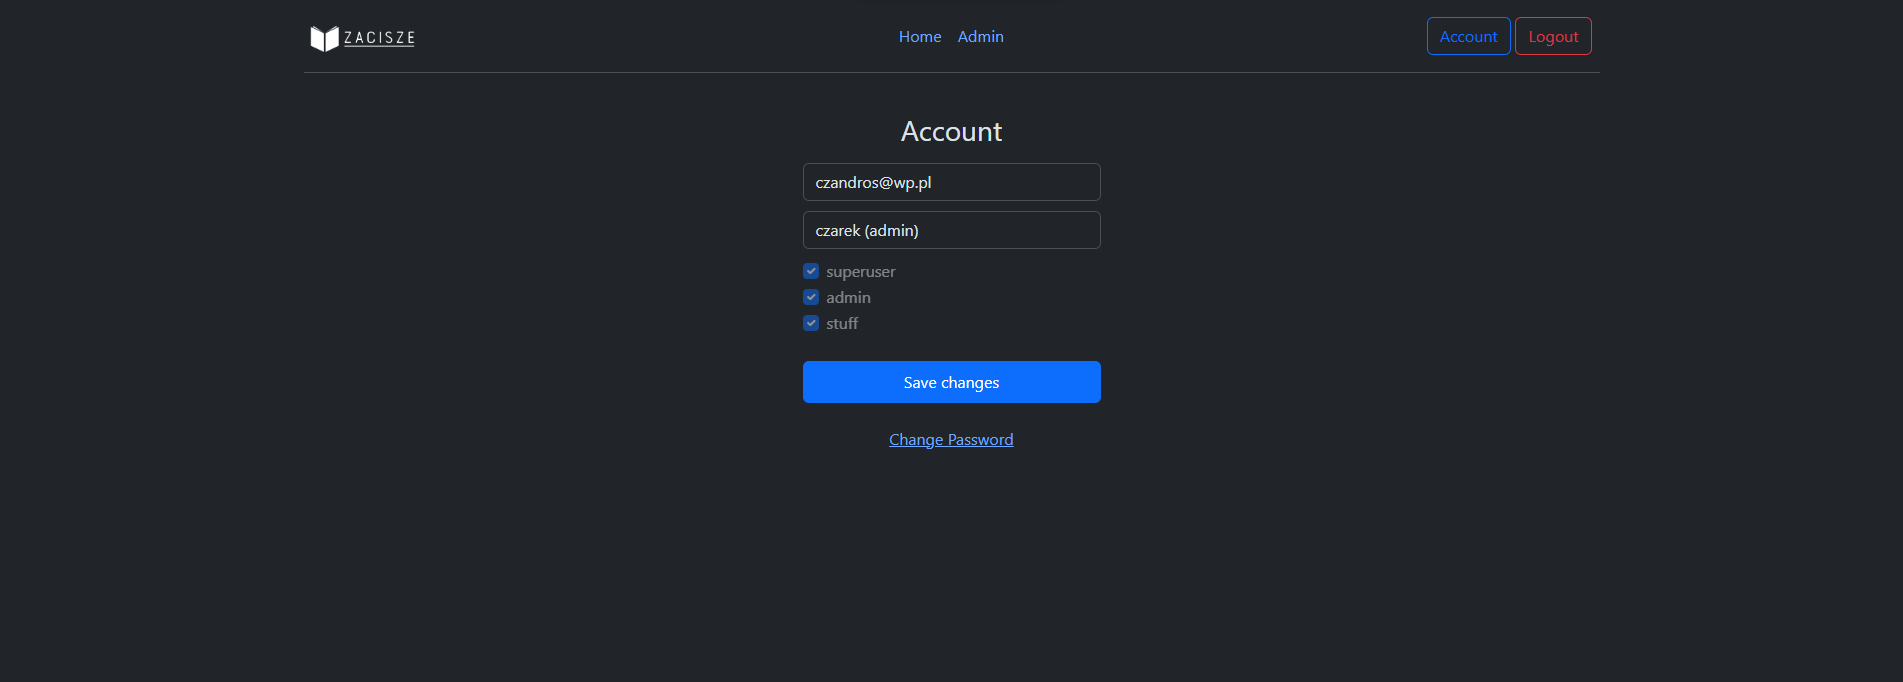 ZACISZE
Home Admin
Account Logout
Account
czandros@wp.pl
czarek (admin)
superuser
admin
stuff
Save changes
Change Password